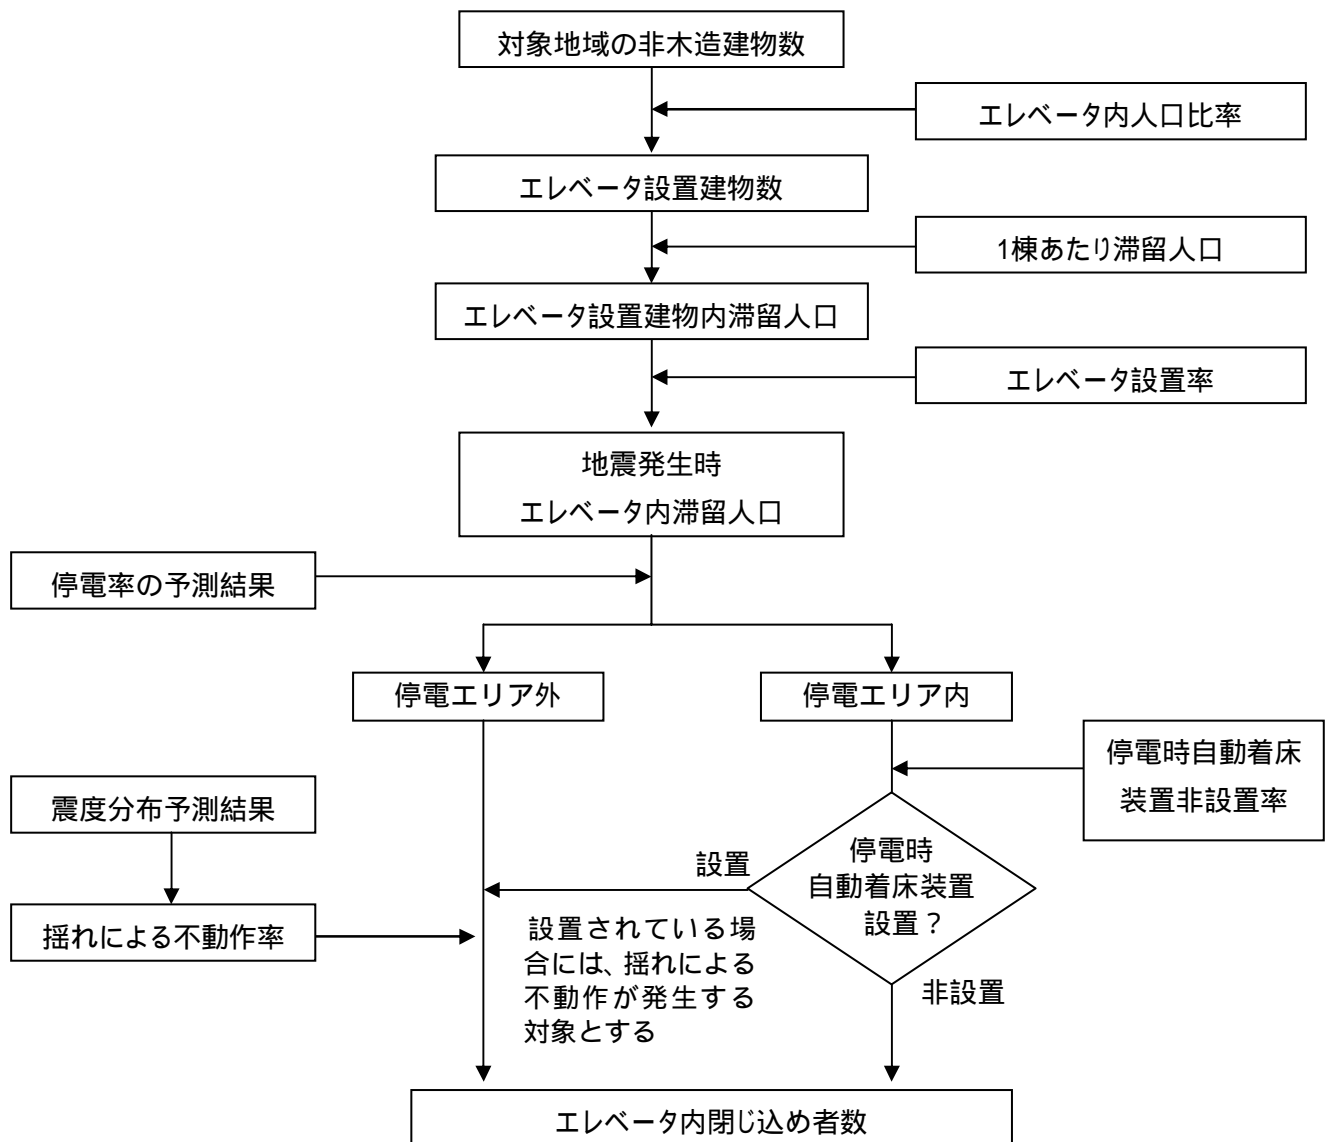 対象地域の非木造建物数
エレベータ内人口比率
エレベータ設置建物数
1棟あたり滞留人口
エレベータ設置建物内滞留人口
エレベータ設置率
地震発生時
エレベータ内滞留人口
停電率の予測結果
停電エリア外
停電エリア内
停電時自動着床
装置非設置率
震度分布予測結果
設置
停電時
自動着床装置
設置？
揺れによる不動作率
設置されている場
合には、揺れによる
不動作が発生する
対象とする
非設置
エレベータ内閉じ込め者数